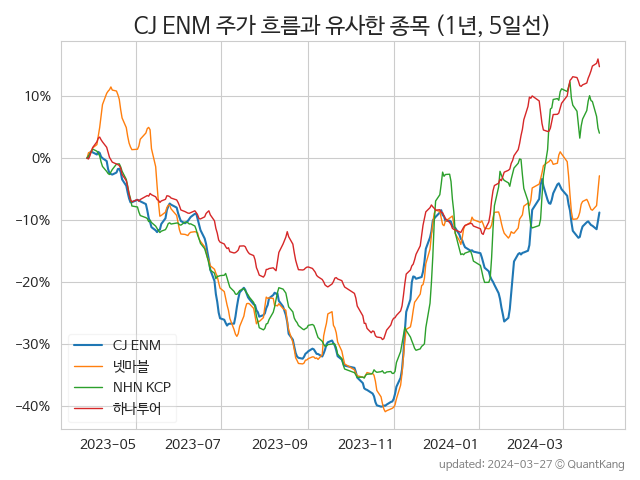 CJ ENM 주가 흐름과 유사한 종목 (1년, 5일선)
10%
0%
−10%
−20%
−30%
−40%
CJ ENM
넷마블
NHN KCP
하나투어
2023-05
2023-07
2023-09
2023-11
2024-01
2024-03
updated: 2024-03-27 © QuantKang